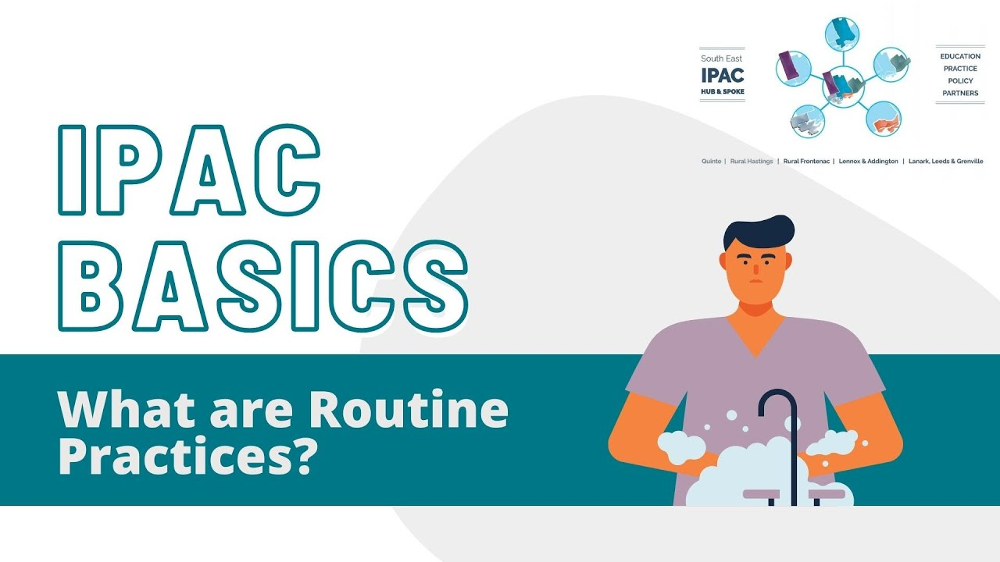 South East
IPAC
HUB & SPOKE
EDUCATION
PRACTICE
POLICY
PARTNERS
Quinte | Rural Hastings | Rural Frontenac | Lennox & Addington | Lanark, Leeds & Grenville
IPAC
BASICS
What are Routine
Practices?